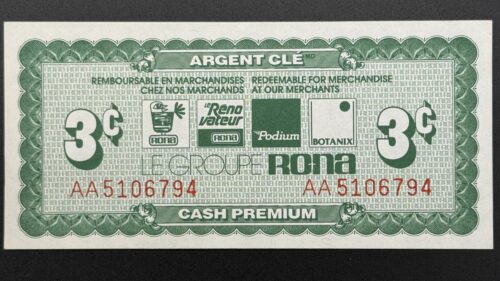 ARGENT CLÉ MD
REMBOURSABLE EN MARCHANDISES REDEEMABLE FOR MERCHANDISE
CHEZ NOS MARCHANDS AT OUR MERCHANTS
3¢ 3¢
RONA
Le Réno
vateur
RONA
Podium
BOTANIX
LE GROUPE RONA
AA5106794 AA5106794
CASH PREMIUM